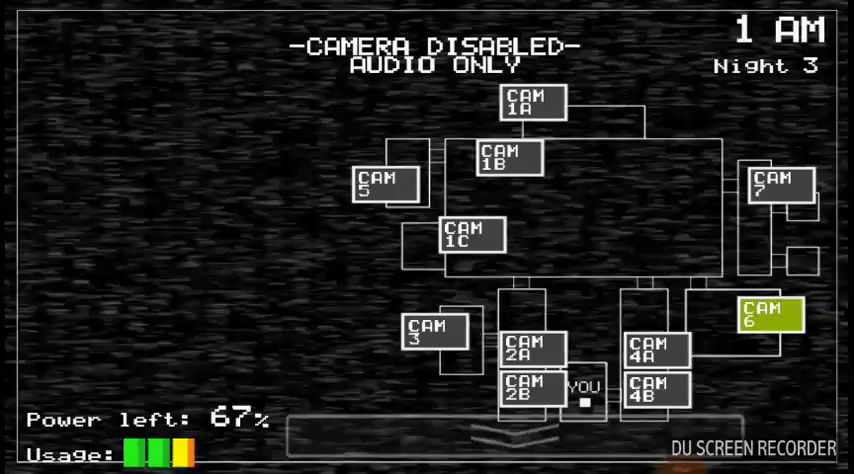 1 AM
Night 3
-CAMERA DISABLED-
AUDIO ONLY
CAM
1A
CAM
1B
CAM
5
CAM
7
CAM
1C
CAM
6
CAM
3
CAM
2A
CAM
4A
CAM
2B
YOU
CAM
4B
Power left: 67%
Usage:
DU SCREEN RECORDER